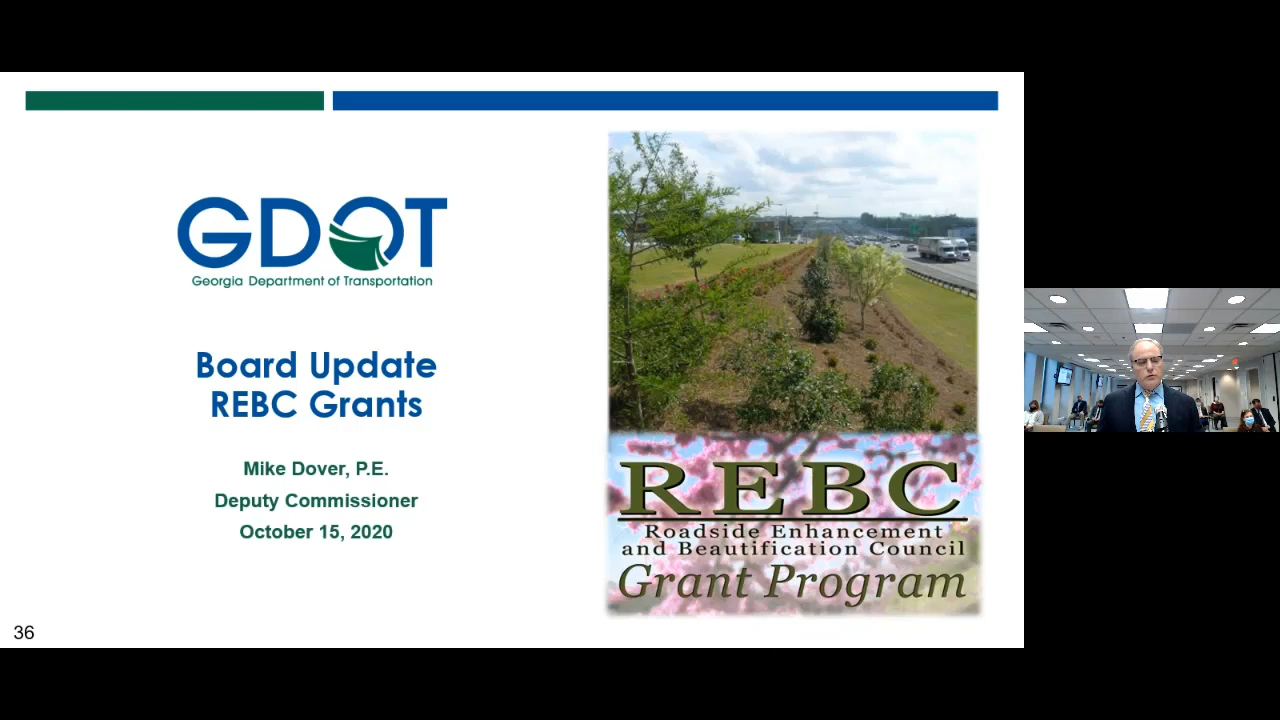 GDOT
Georgia Department of Transportation
Board Update
REBC Grants
Mike Dover, P.E.
Deputy Commissioner
October 15, 2020
REBC
Roadside Enhancement
and Beautification Council
Grant Program
36